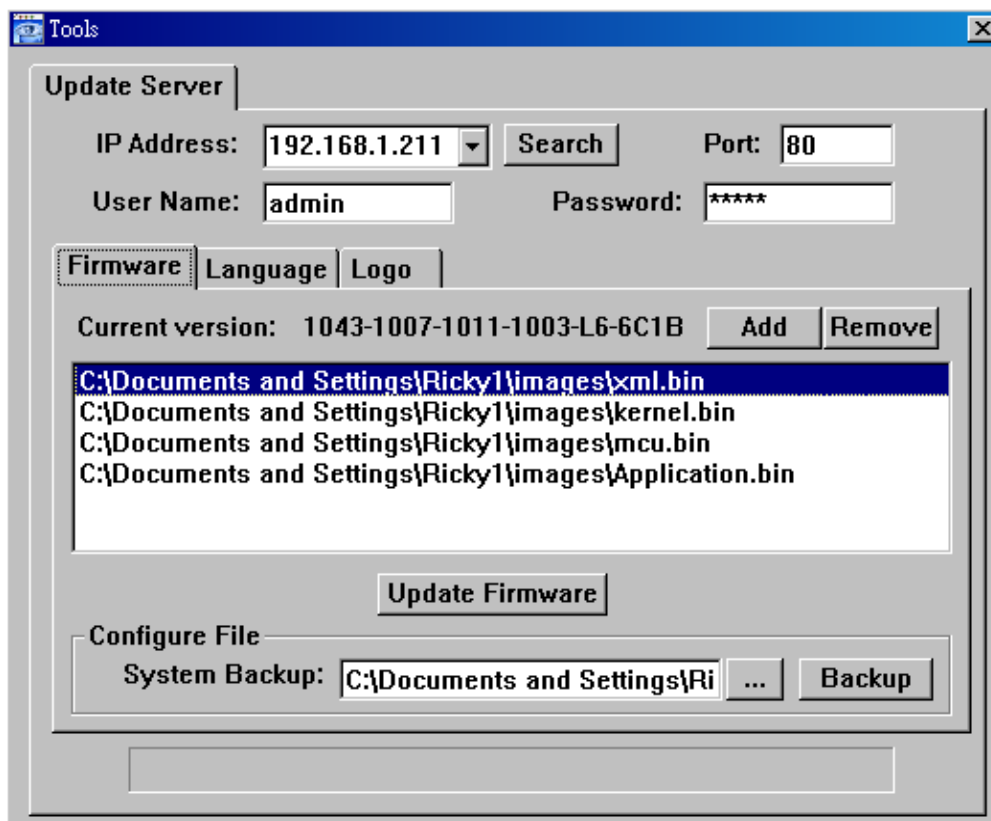 Tools
Update Server
IP Address: 192.168.1.211 Search Port: 80
User Name: admin Password: *****
Firmware Language Logo
Current version: 1043-1007-1011-1003-L6-6C1B Add Remove
C:\Documents and Settings\Ricky1\images\xml.bin
C:\Documents and Settings\Ricky1\images\kernel.bin
C:\Documents and Settings\Ricky1\images\mcu.bin
C:\Documents and Settings\Ricky1\images\Application.bin
Update Firmware
Configure File
System Backup: C:\Documents and Settings\Ri ... Backup